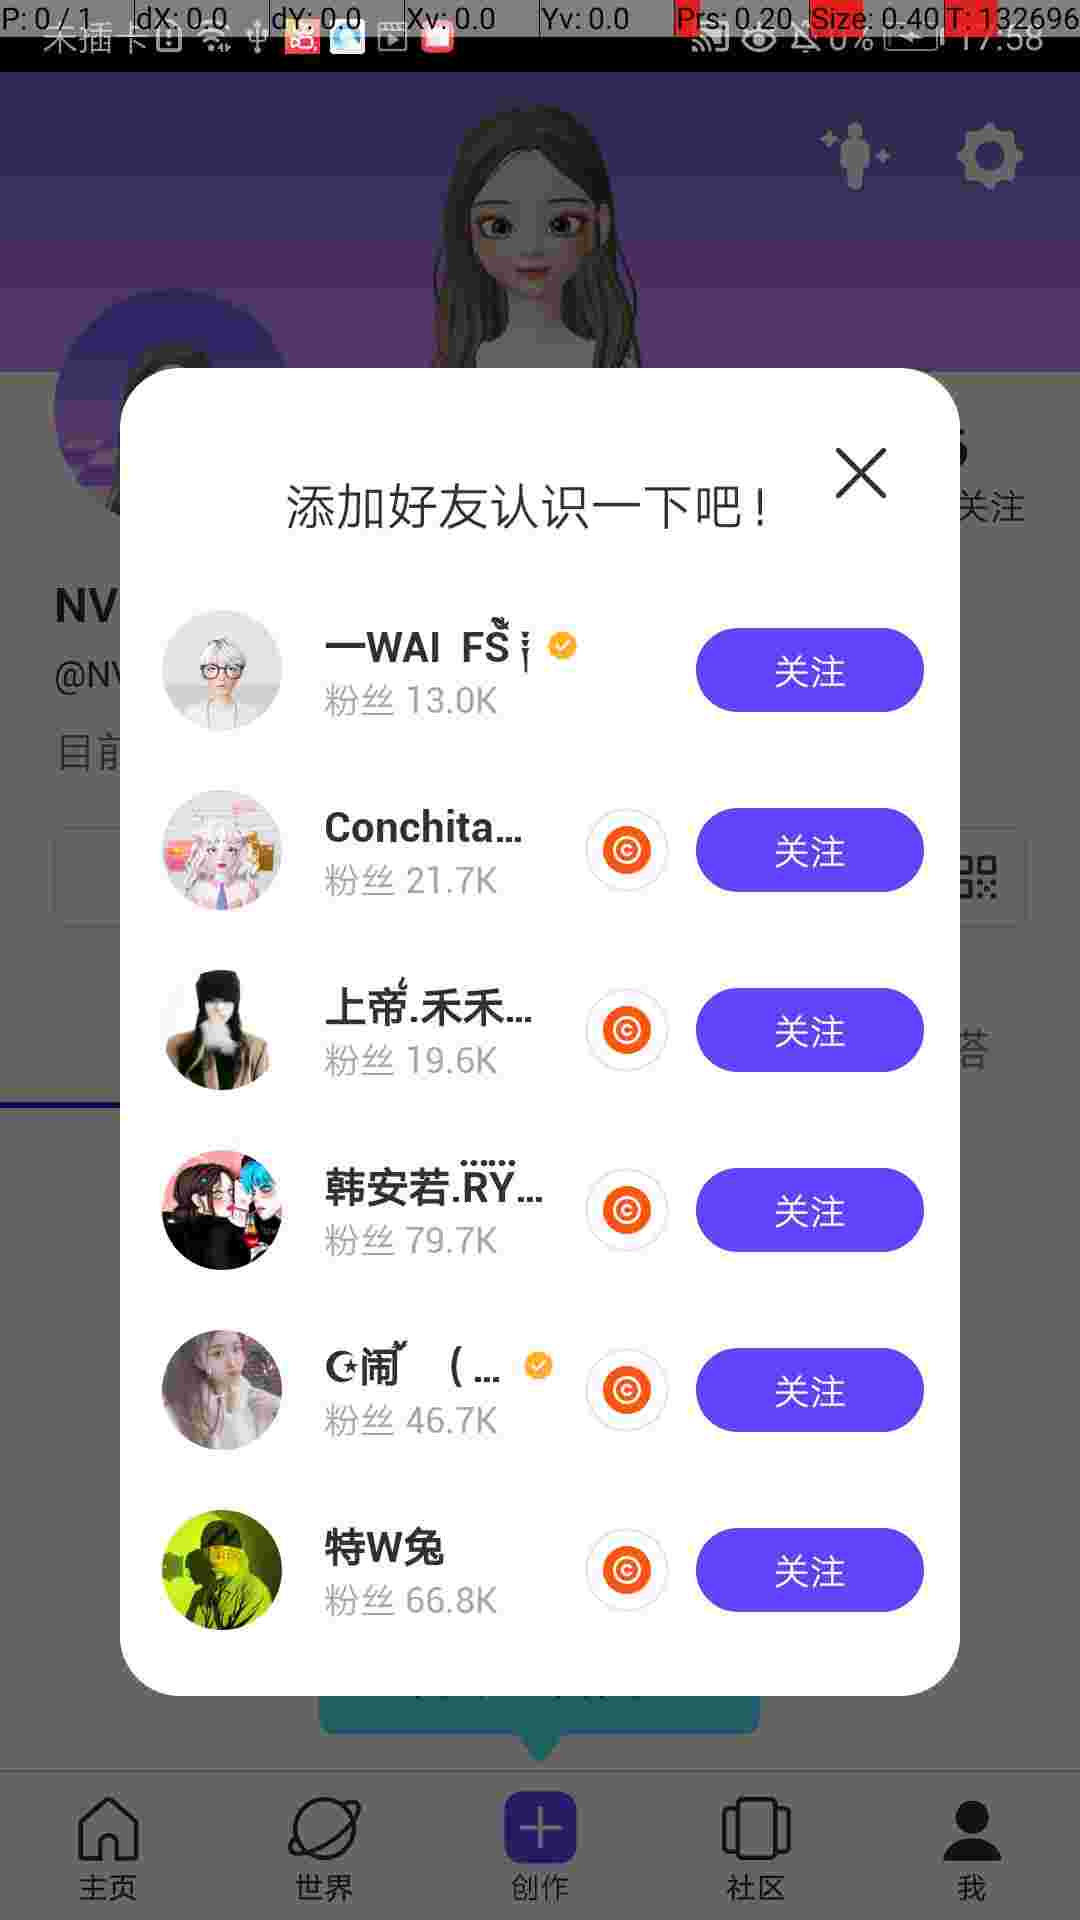 P: 0 / 1 dX: 0.0 dY: 0.0 Xv: 0.0 Yv: 0.0 Prs: 0.20 Size: 0.40 T: 132696
未插卡 0% 17:58
添加好友认识一下吧!
关注
NV
一WAI FS
粉丝 13.0K
关注
@NV
目前
Conchita...
粉丝 21.7K
关注
上帝.禾禾...
粉丝 19.6K
关注
答
韩安若.RY...
粉丝 79.7K
关注
☪闹 ( ...
粉丝 46.7K
关注
特W兔
粉丝 66.8K
关注
主页 世界 创作 社区 我